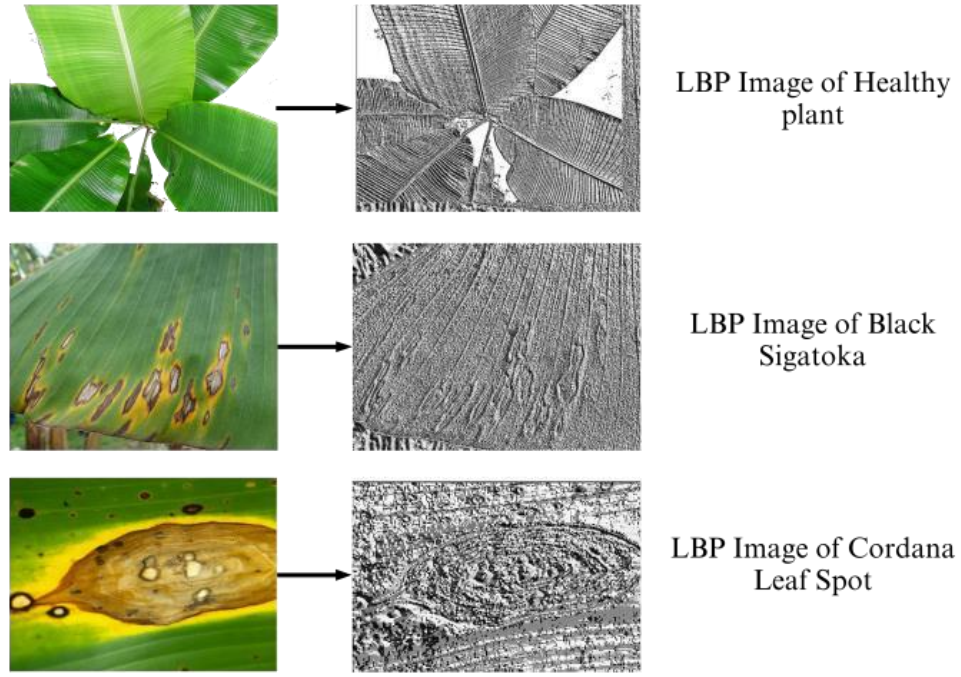 LBP Image of Healthy
plant
LBP Image of Black
Sigatoka
LBP Image of Cordana
Leaf Spot